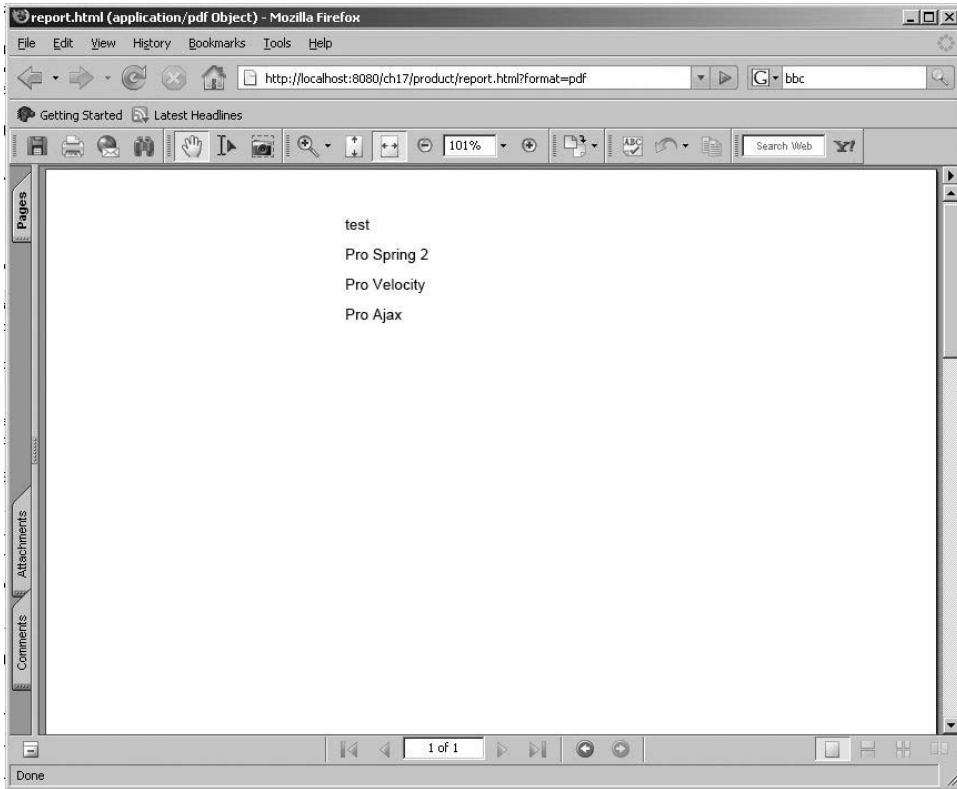 report.html (application/pdf Object) - Mozilla Firefox
File Edit View History Bookmarks Tools Help
http://localhost:8080/ch17/product/report.html?format=pdf
G bbc
Getting Started Latest Headlines
101% ABC Search Web Y!
Pages
test
Pro Spring 2
Pro Velocity
Pro Ajax
Attachments
Comments
1 of 1
Done